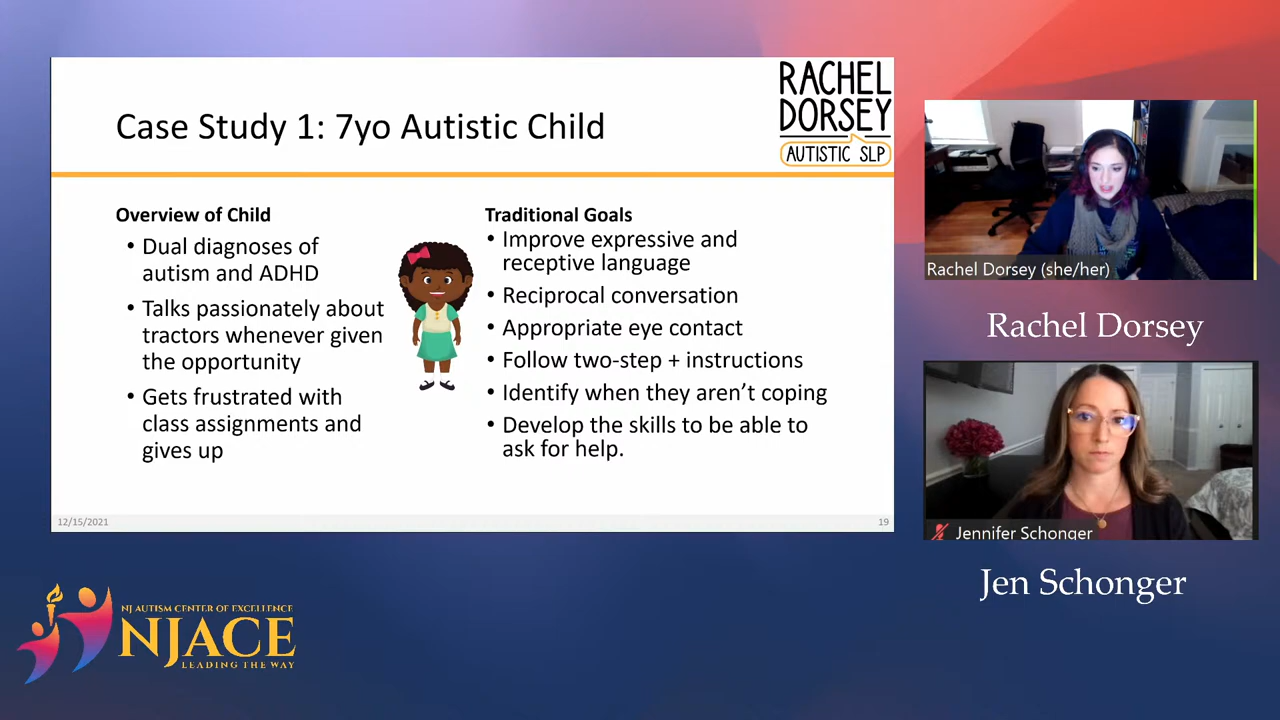 RACHEL
DORSEY
AUTISTIC SLP
Case Study 1: 7yo Autistic Child
Overview of Child
• Dual diagnoses of
autism and ADHD
• Talks passionately about
tractors whenever given
the opportunity
• Gets frustrated with
class assignments and
gives up
Traditional Goals
• Improve expressive and
receptive language
• Reciprocal conversation
• Appropriate eye contact
• Follow two-step + instructions
• Identify when they aren’t coping
• Develop the skills to be able to
ask for help.
12/15/2021
19
Rachel Dorsey (she/her)
Rachel Dorsey
Jennifer Schonger
Jen Schonger
NJ AUTISM CENTER OF EXCELLENCE
NJACE
LEADING THE WAY